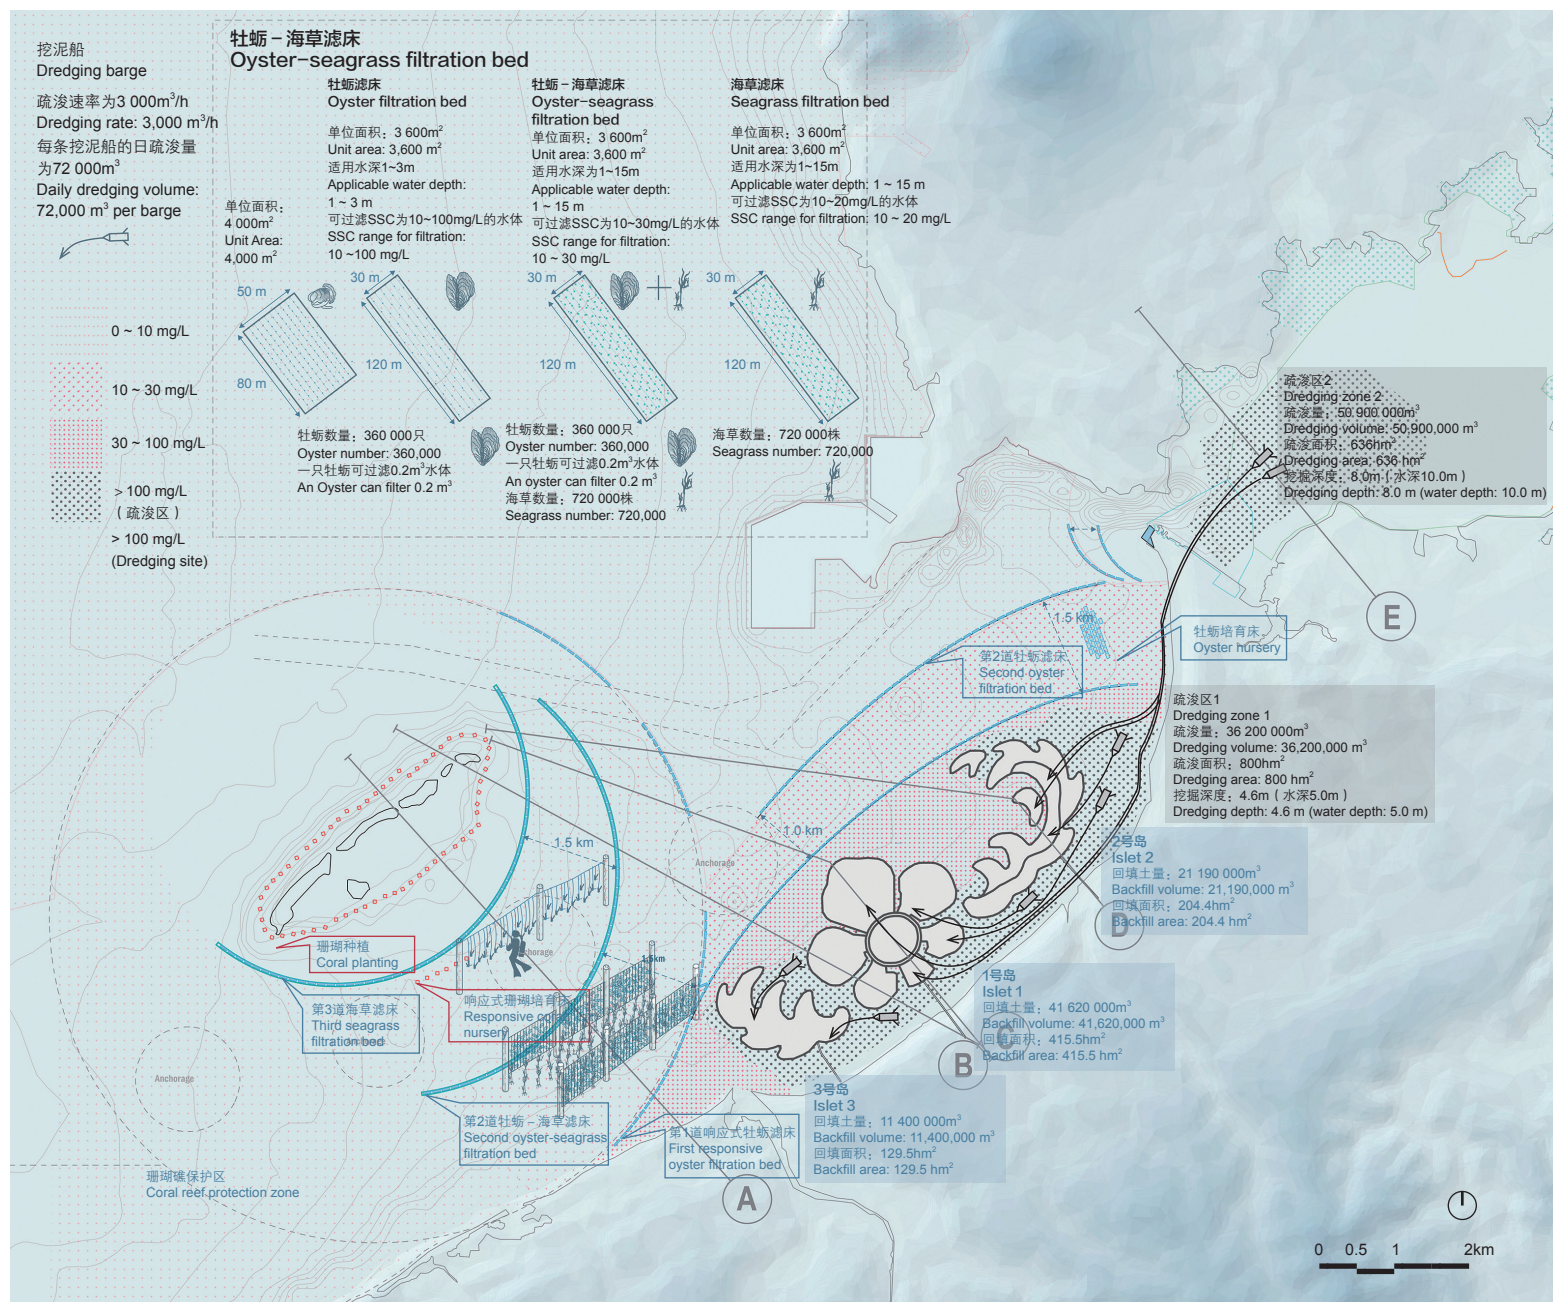 挖泥船
Dredging barge
疏浚速率为3 000m³/h
Dredging rate: 3,000 m³/h
每条挖泥船的日疏浚量
为72 000m³
Daily dredging volume:
72,000 m³ per barge
0 ~ 10 mg/L
10 ~ 30 mg/L
30 ~ 100 mg/L
> 100 mg/L
（疏浚区）
> 100 mg/L
(Dredging site)
牡蛎 – 海草滤床
Oyster-seagrass filtration bed
单位面积：
4 000m²
Unit Area:
4,000 m²
50 m
80 m
牡蛎滤床
Oyster filtration bed
单位面积：3 600m²
Unit area: 3,600 m²
适用水深1~3m
Applicable water depth:
1 ~ 3 m
可过滤SSC为10~100mg/L的水体
SSC range for filtration:
10 ~100 mg/L
30 m
120 m
牡蛎数量：360 000只
Oyster number: 360,000
一只牡蛎可过滤0.2m³水体
An Oyster can filter 0.2 m³
牡蛎 – 海草滤床
Oyster-seagrass
filtration bed
单位面积：3 600m²
Unit area: 3,600 m²
适用水深为1~15m
Applicable water depth:
1 ~ 15 m
可过滤SSC为10~30mg/L的水体
SSC range for filtration:
10 ~ 30 mg/L
30 m
120 m
牡蛎数量：360 000只
Oyster number: 360,000
一只牡蛎可过滤0.2m³水体
An oyster can filter 0.2 m³
海草数量：720 000株
Seagrass number: 720,000
海草滤床
Seagrass filtration bed
单位面积：3 600m²
Unit area: 3,600 m²
适用水深为1~15m
Applicable water depth: 1 ~ 15 m
可过滤SSC为10~20mg/L的水体
SSC range for filtration: 10 ~ 20 mg/L
30 m
120 m
海草数量：720 000株
Seagrass number: 720,000
疏浚区2
Dredging zone 2
疏浚量：50 900 000m³
Dredging volume: 50,900,000 m³
疏浚面积：636hm²
Dredging area: 636 hm²
挖掘深度：8.0m（水深10.0m）
Dredging depth: 8.0 m (water depth: 10.0 m)
E
1.5 km
牡蛎培育床
Oyster nursery
第2道牡蛎滤床
Second oyster
filtration bed
疏浚区1
Dredging zone 1
疏浚量：36 200 000m³
Dredging volume: 36,200,000 m³
疏浚面积：800hm²
Dredging area: 800 hm²
挖掘深度：4.6m（水深5.0m）
Dredging depth: 4.6 m (water depth: 5.0 m)
1.0 km
1.5 km
Anchorage
2号岛
Islet 2
回填土量：21 190 000m³
Backfill volume: 21,190,000 m³
回填面积：204.4hm²
Backfill area: 204.4 hm²
D
珊瑚种植
Coral planting
Anchorage
1.5km
1号岛
Islet 1
回填土量：41 620 000m³
Backfill volume: 41,620,000 m³
回填面积：415.5hm²
Backfill area: 415.5 hm²
C
B
响应式珊瑚培育床
Responsive coral
nursery
第3道海草滤床
Third seagrass
filtration bed
Anchorage
Anchorage
3号岛
Islet 3
回填土量：11 400 000m³
Backfill volume: 11,400,000 m³
回填面积：129.5hm²
Backfill area: 129.5 hm²
第2道牡蛎 – 海草滤床
Second oyster-seagrass
filtration bed
第1道响应式牡蛎滤床
First responsive
oyster filtration bed
A
珊瑚礁保护区
Coral reef protection zone
0 0.5 1 2km